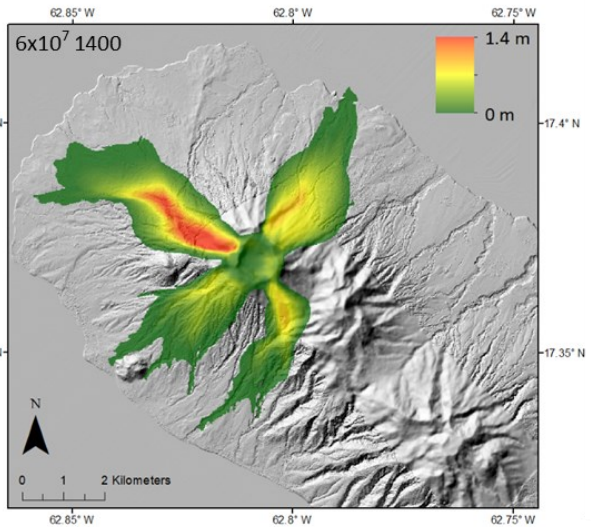 62.85° W 62.8° W 62.75° W
6x10⁷ 1400
1.4 m
0 m
17.4° N
17.35° N
N
0 1 2 Kilometers
62.85° W 62.8° W 62.75° W